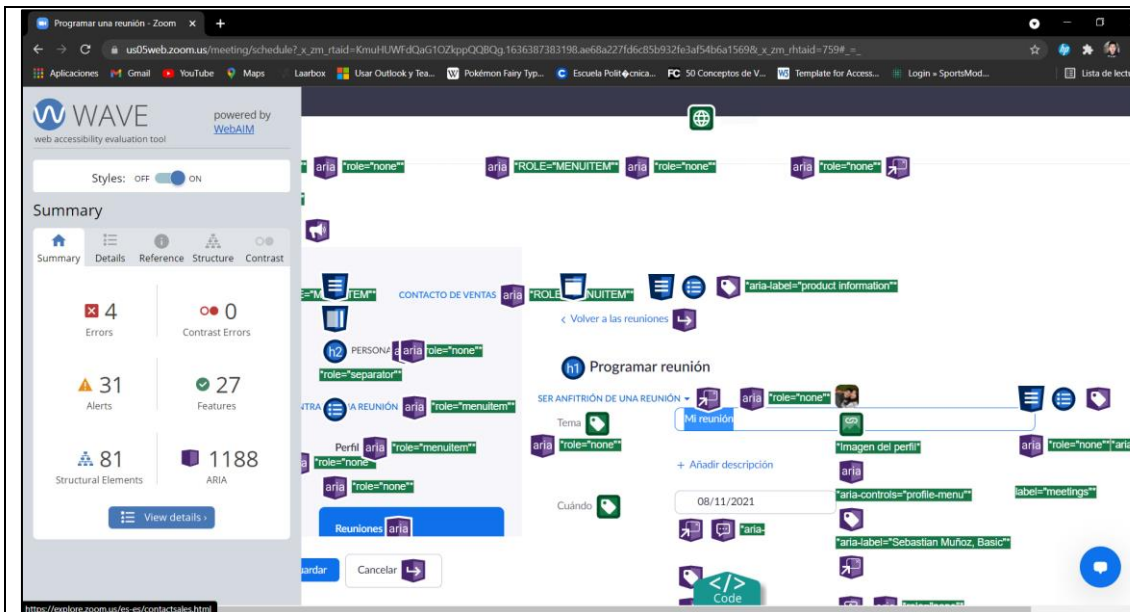 Programar una reunión - Zoom
us05web.zoom.us/meeting/schedule?_x_zm_rtaid=KmuHUWFdQaG1OZkppQQBQg.1636387383198.ae68a227fd6c85b932fe3af54b6a1569&_x_zm_rhtaid=759#_=_
Aplicaciones Gmail YouTube Maps Laarbox Usar Outlook y Tea... Pokémon Fairy Typ... Escuela Polit�cnica... 50 Conceptos de V... Template for Access... Login » SportsMod... Lista de lectu
WAVE powered by
web accessibility evaluation tool WebAIM
Styles: OFF ON
Summary
Summary Details Reference Structure Contrast
4 0
Errors Contrast Errors
31 27
Alerts Features
81 1188
Structural Elements ARIA
View details ›
aria *role="none"* aria *ROLE="MENUITEM"* aria *role="none"* aria *role="none"*
CONTACTO DE VENTAS aria *aria-label="product information"*
Volver a las reuniones
h2 aria role="none"*
*role="separator"*
h1 Programar reunión
A REUNIÓN aria *role="menuitem"* SER ANFITRIÓN DE UNA REUNIÓN aria *role="none"*
Tema Mi reunión
Perfil aria *role="menuitem"* aria *role="none"* *Imagen del perfil* aria *role="none"*
+ Añadir descripción aria
aria *role="none"* *aria-controls="profile-menu"* label="meetings"*
Cuándo 08/11/2021
Reuniones aria *aria-
*aria-label="Sebastian Muñoz, Basic"*
uardar Cancelar
</>
Code
https://explore.zoom.us/es-es/contactsales.html